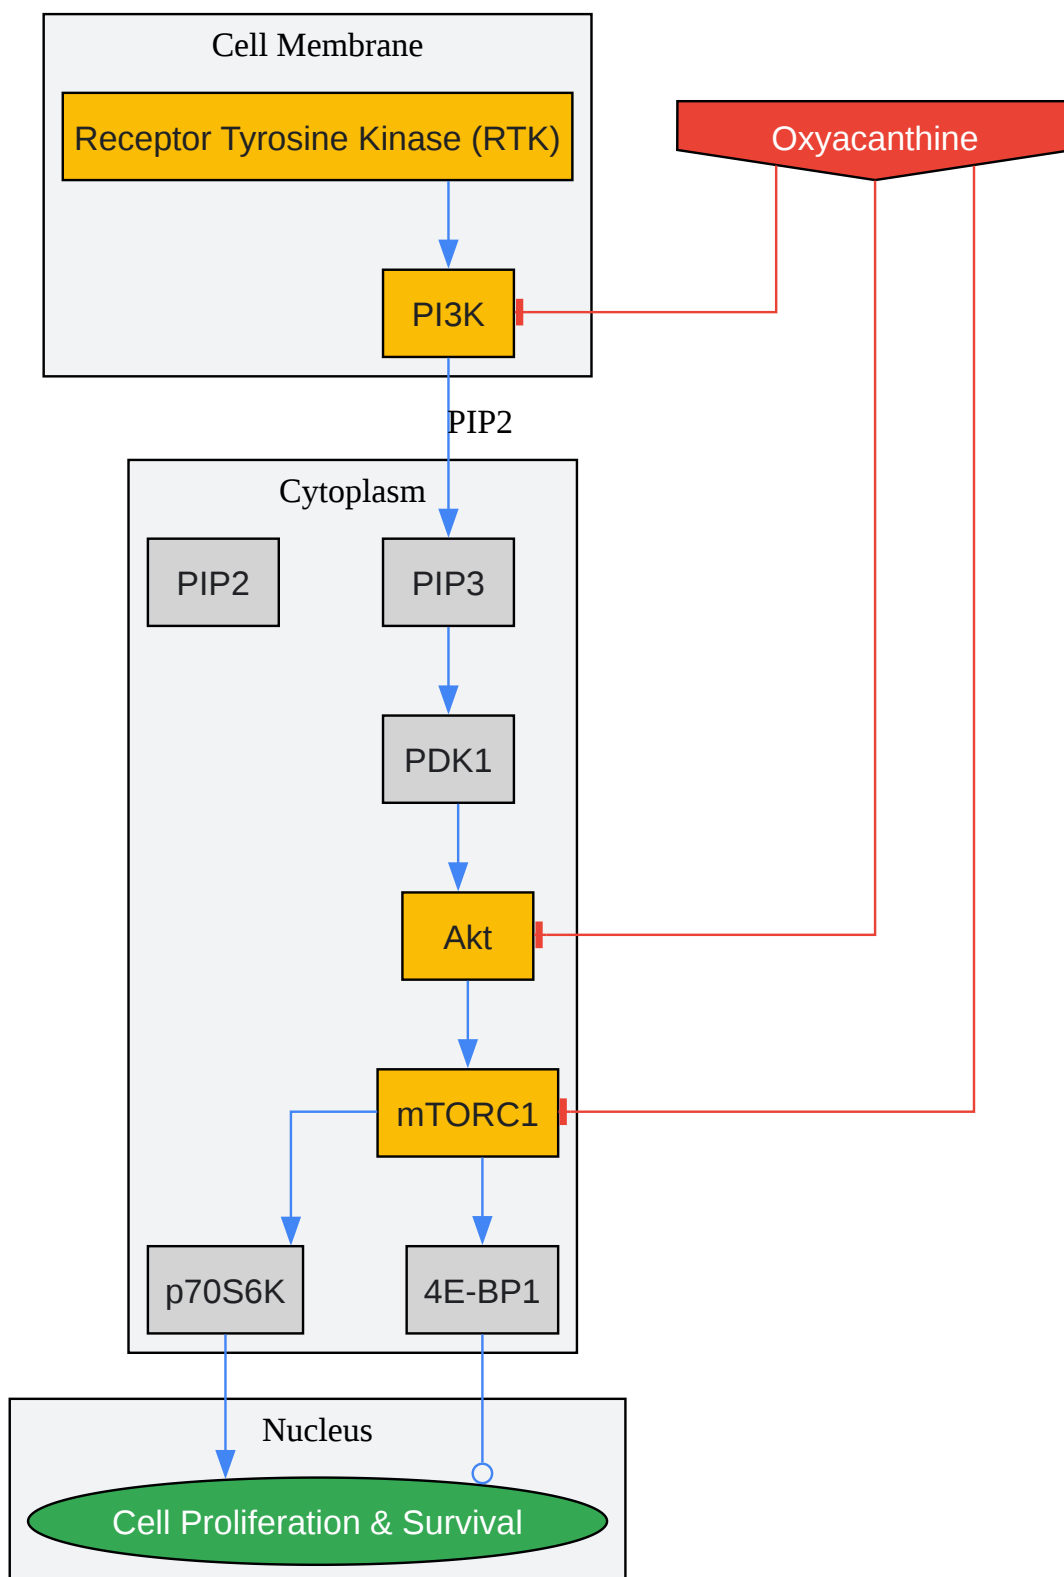 Cell Membrane
Receptor Tyrosine Kinase (RTK)
Oxyacanthine
PI3K
PIP2
Cytoplasm
PIP2
PIP3
PDK1
Akt
mTORC1
p70S6K
4E-BP1
Nucleus
Cell Proliferation & Survival